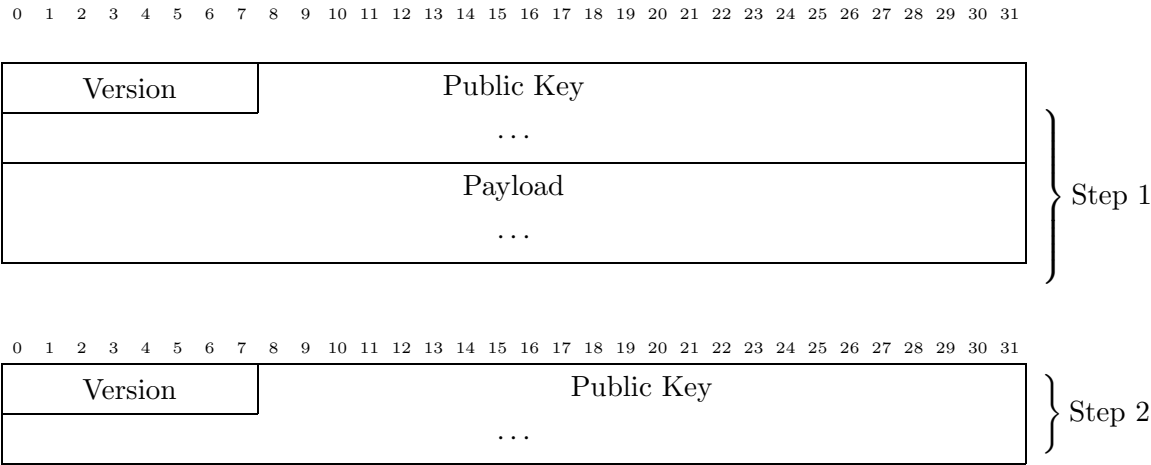 0 1 2 3 4 5 6 7 8 9 10 11 12 13 14 15 16 17 18 19 20 21 22 23 24 25 26 27 28 29 30 31
Version Public Key
...
Payload
...
Step 1
0 1 2 3 4 5 6 7 8 9 10 11 12 13 14 15 16 17 18 19 20 21 22 23 24 25 26 27 28 29 30 31
Version Public Key
...
Step 2